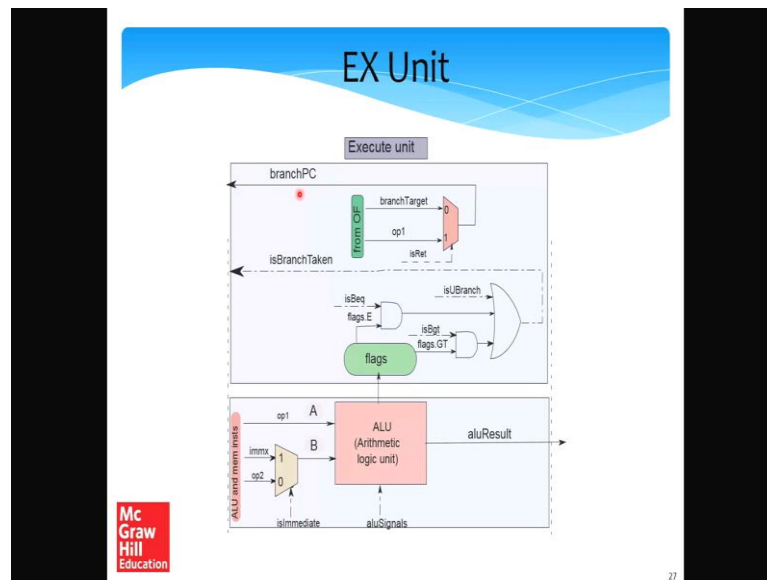 EX Unit
Execute unit
branchPC
from OF
branchTarget
0
op1
1
isRet
isBranchTaken
isUBranch
isBeq
flags.E
isBgt
flags.GT
flags
ALU and mem insts
op1
A
immx
1
B
op2
0
isImmediate
ALU
(Arithmetic
logic unit)
aluSignals
aluResult
Mc
Graw
Hill
Education
27